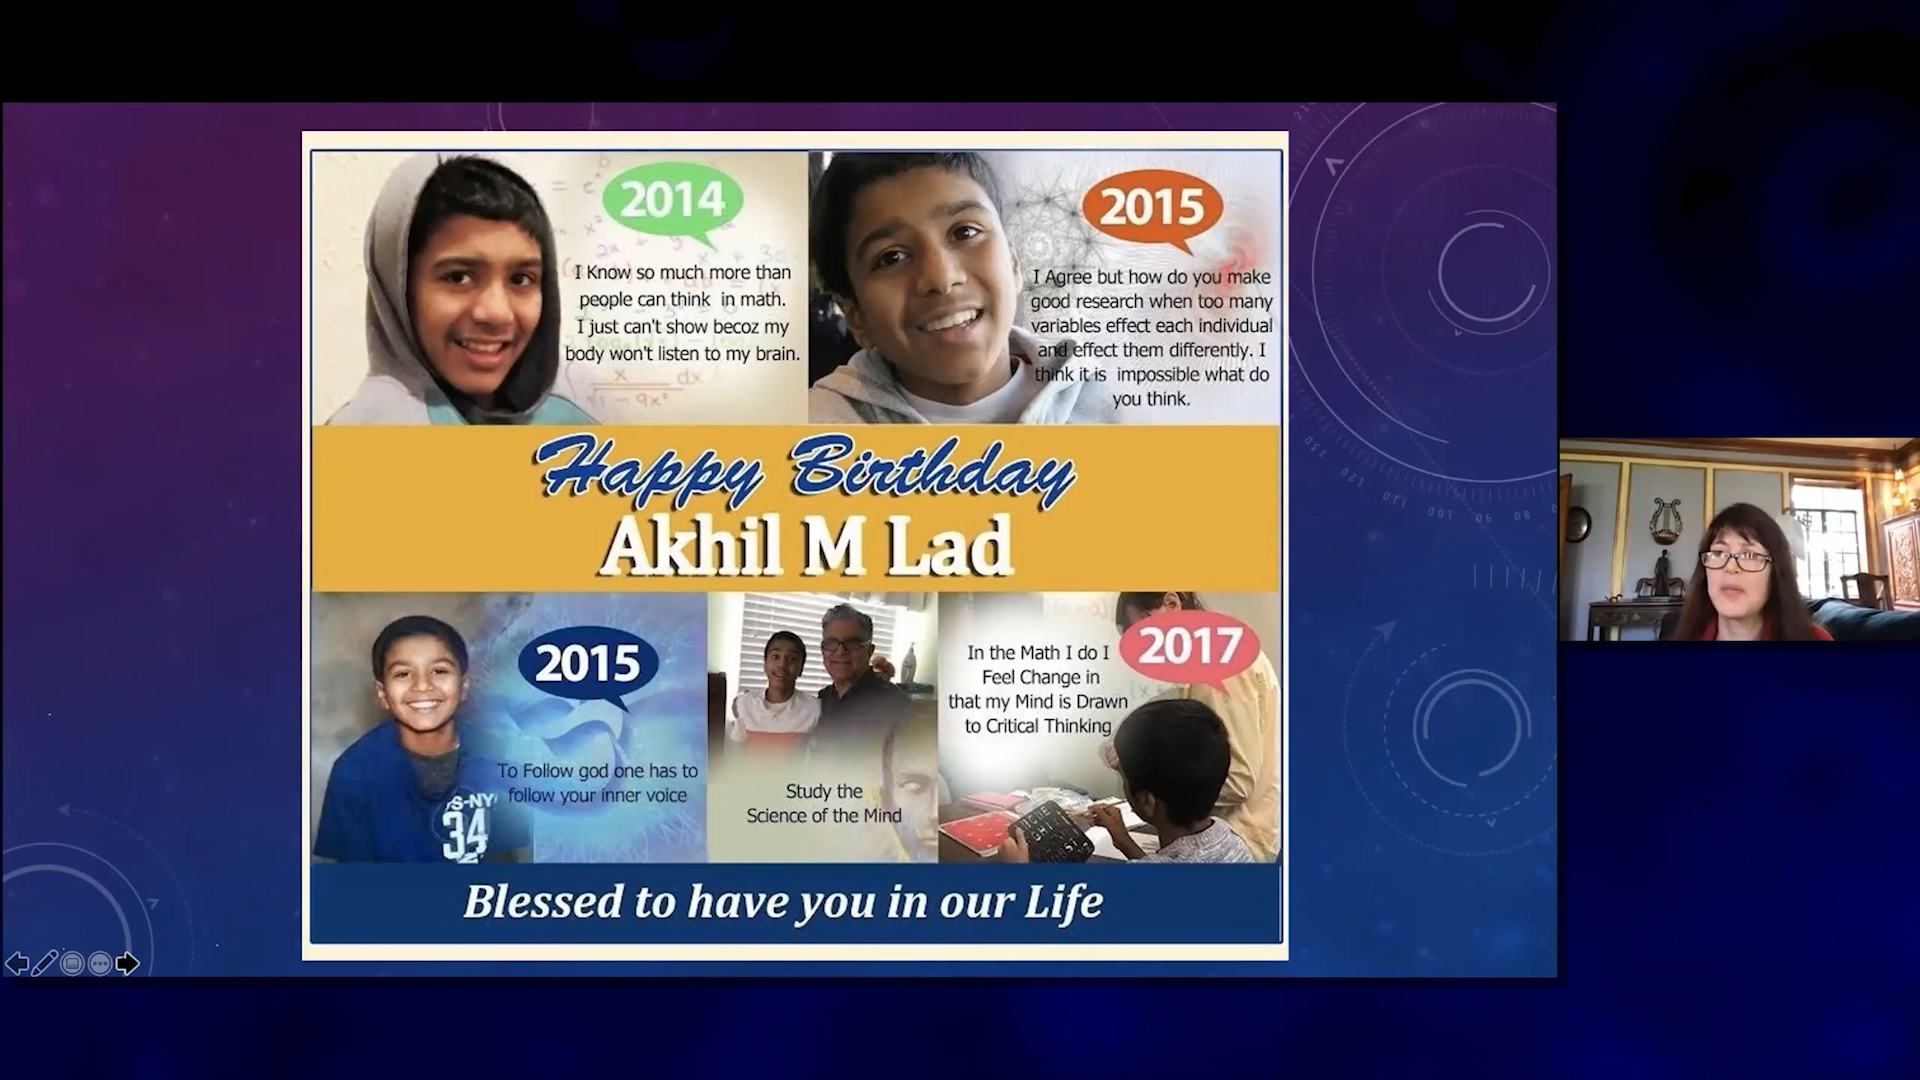 2014
I Know so much more than
people can think in math.
I just can't show becoz my
body won't listen to my brain.
2015
I Agree but how do you make
good research when too many
variables effect each individual
and effect them differently. I
think it is impossible what do
you think.
Happy Birthday
Akhil M Lad
2015
To Follow god one has to
follow your inner voice
S-NY
34
Study the
Science of the Mind
2017
In the Math I do I
Feel Change in
that my Mind is Drawn
to Critical Thinking
Blessed to have you in our Life